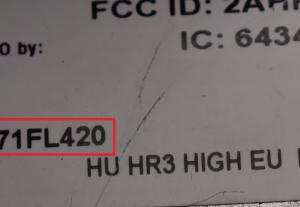 FCC ID: 2AHH
IC: 6434
O by:
71FL420
HU HR3 HIGH EU